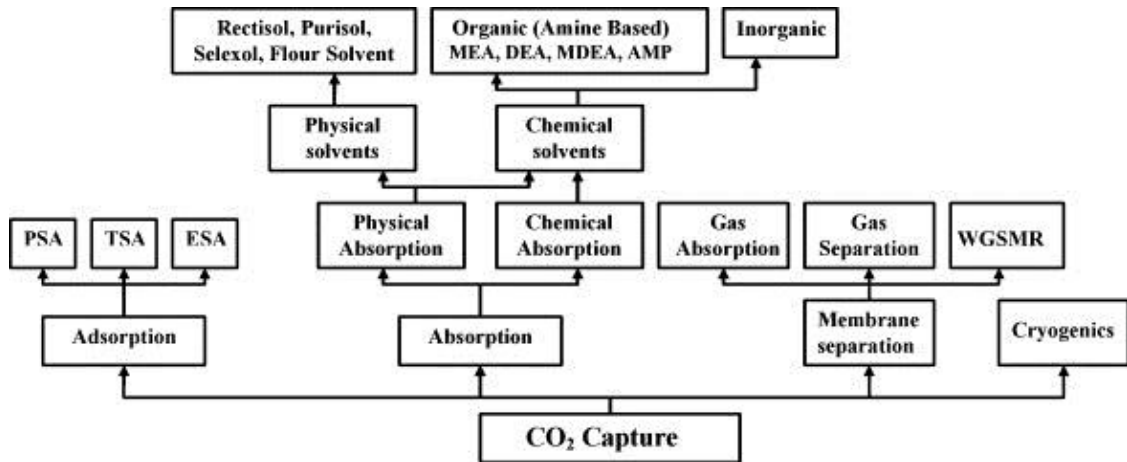 Rectisol, Purisol,
Selexol, Flour Solvent
Organic (Amine Based)
MEA, DEA, MDEA, AMP
Inorganic
Physical
solvents
Chemical
solvents
PSA
TSA
ESA
Physical
Absorption
Chemical
Absorption
Gas
Absorption
Gas
Separation
WGSMR
Adsorption
Absorption
Membrane
separation
Cryogenics
CO₂ Capture